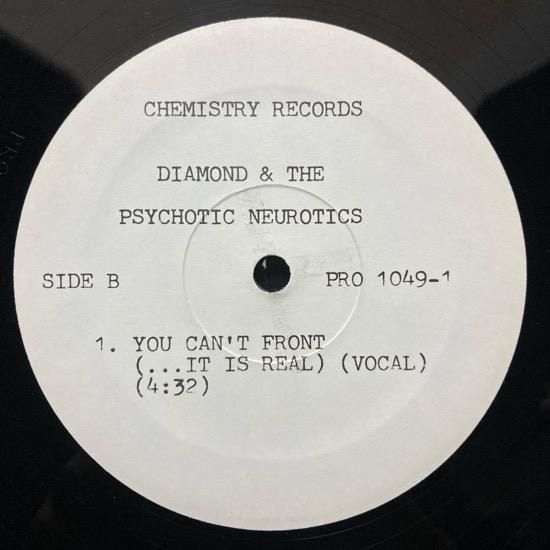 CHEMISTRY RECORDS
DIAMOND & THE
PSYCHOTIC NEUROTICS
SIDE B
PRO 1049-1
1. YOU CAN'T FRONT
(...IT IS REAL) (VOCAL)
(4:32)